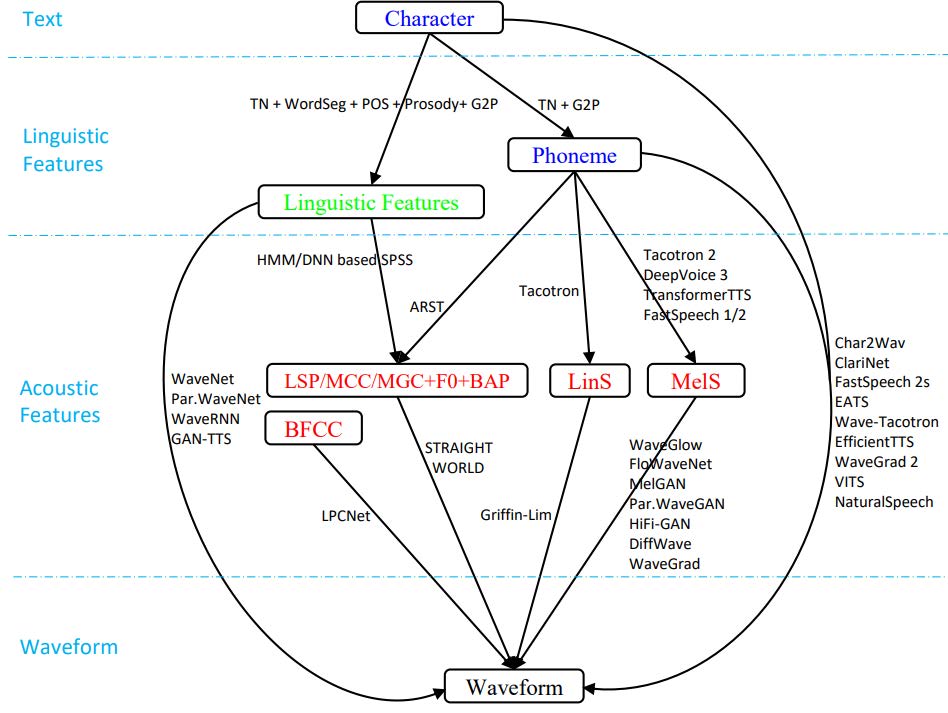 Text
Character
TN + WordSeg + POS + Prosody+ G2P
TN + G2P
Linguistic
Features
Phoneme
Linguistic Features
HMM/DNN based SPSS
ARST
Tacotron
Tacotron 2
DeepVoice 3
TransformerTTS
FastSpeech 1/2
Acoustic
Features
WaveNet
Par.WaveNet
WaveRNN
GAN-TTS
LSP/MCC/MGC+F0+BAP
LinS
MelS
BFCC
STRAIGHT
WORLD
LPCNet
Griffin-Lim
WaveGlow
FloWaveNet
MelGAN
Par.WaveGAN
HiFi-GAN
DiffWave
WaveGrad
Char2Wav
ClariNet
FastSpeech 2s
EATS
Wave-Tacotron
EfficientTTS
WaveGrad 2
VITS
NaturalSpeech
Waveform
Waveform